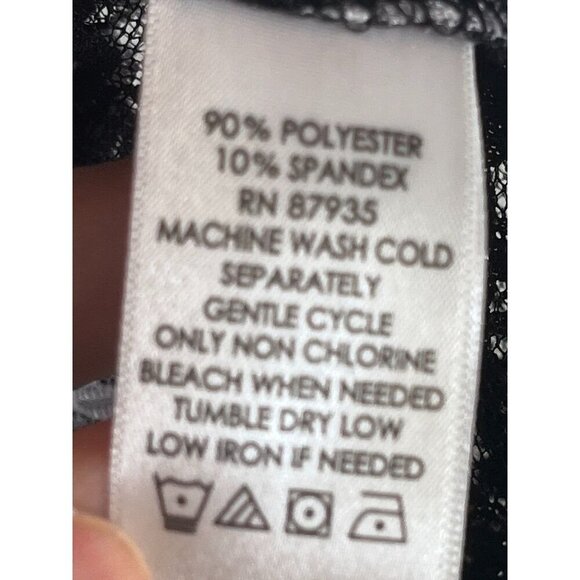 90% POLYESTER
10% SPANDEX
RN 87935
MACHINE WASH COLD
SEPARATELY
GENTLE CYCLE
ONLY NON CHLORINE
BLEACH WHEN NEEDED
TUMBLE DRY LOW
LOW IRON IF NEEDED